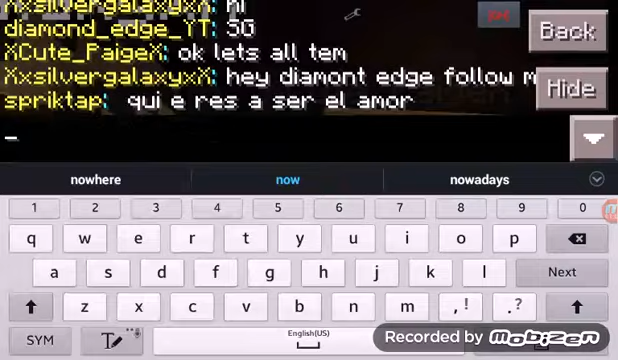 XxsilvergalaxyxX: hi
diamond_edge_YT: SG
XCute_PaigeX: ok lets all tem
XxsilvergalaxyxX: hey diamont edge follow m
spriktap: qui e res a ser el amor
Back
Hide
nowhere now nowadays
1 2 3 4 5 6 7 8 9 0
q w e r t y u i o p
a s d f g h j k l Next
z x c v b n m ,! .?
SYM T English(US)
Recorded by mobizen